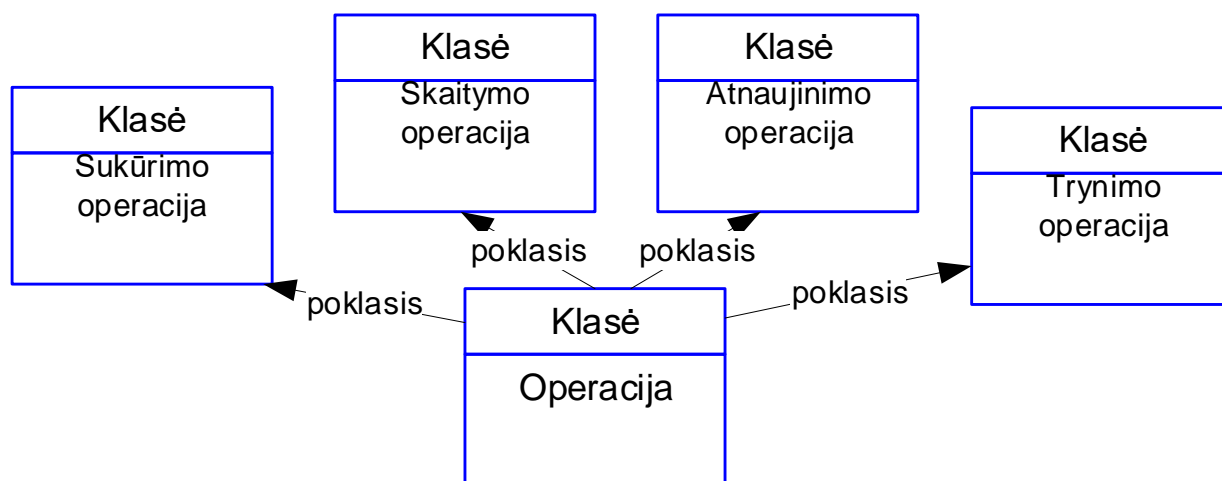 Klasė
Sukūrimo
operacija
Klasė
Skaitymo
operacija
Klasė
Atnaujinimo
operacija
Klasė
Trynimo
operacija
poklasis
poklasis
poklasis
poklasis
Klasė
Operacija